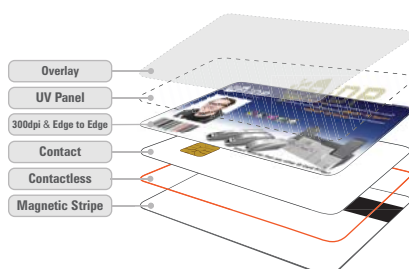 Overlay
UV Panel
300dpi & Edge to Edge
Contact
Contactless
Magnetic Stripe